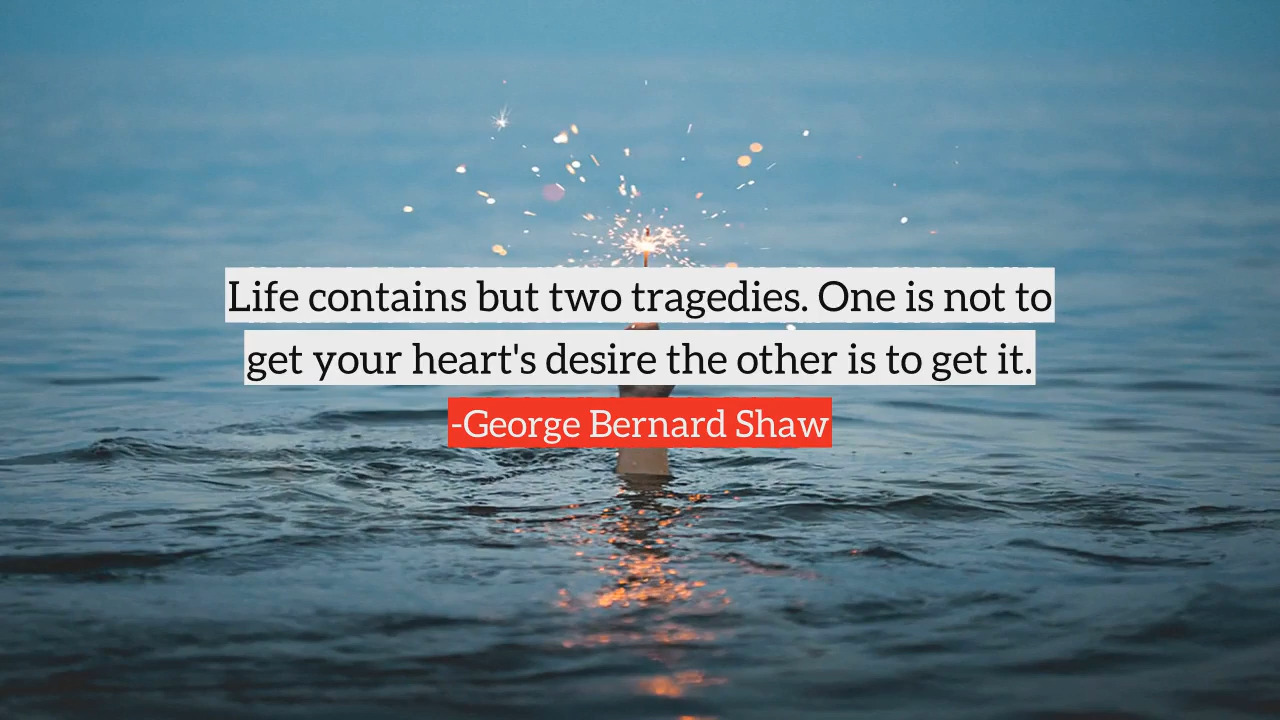 Life contains but two tragedies. One is not to
get your heart's desire the other is to get it.
-George Bernard Shaw